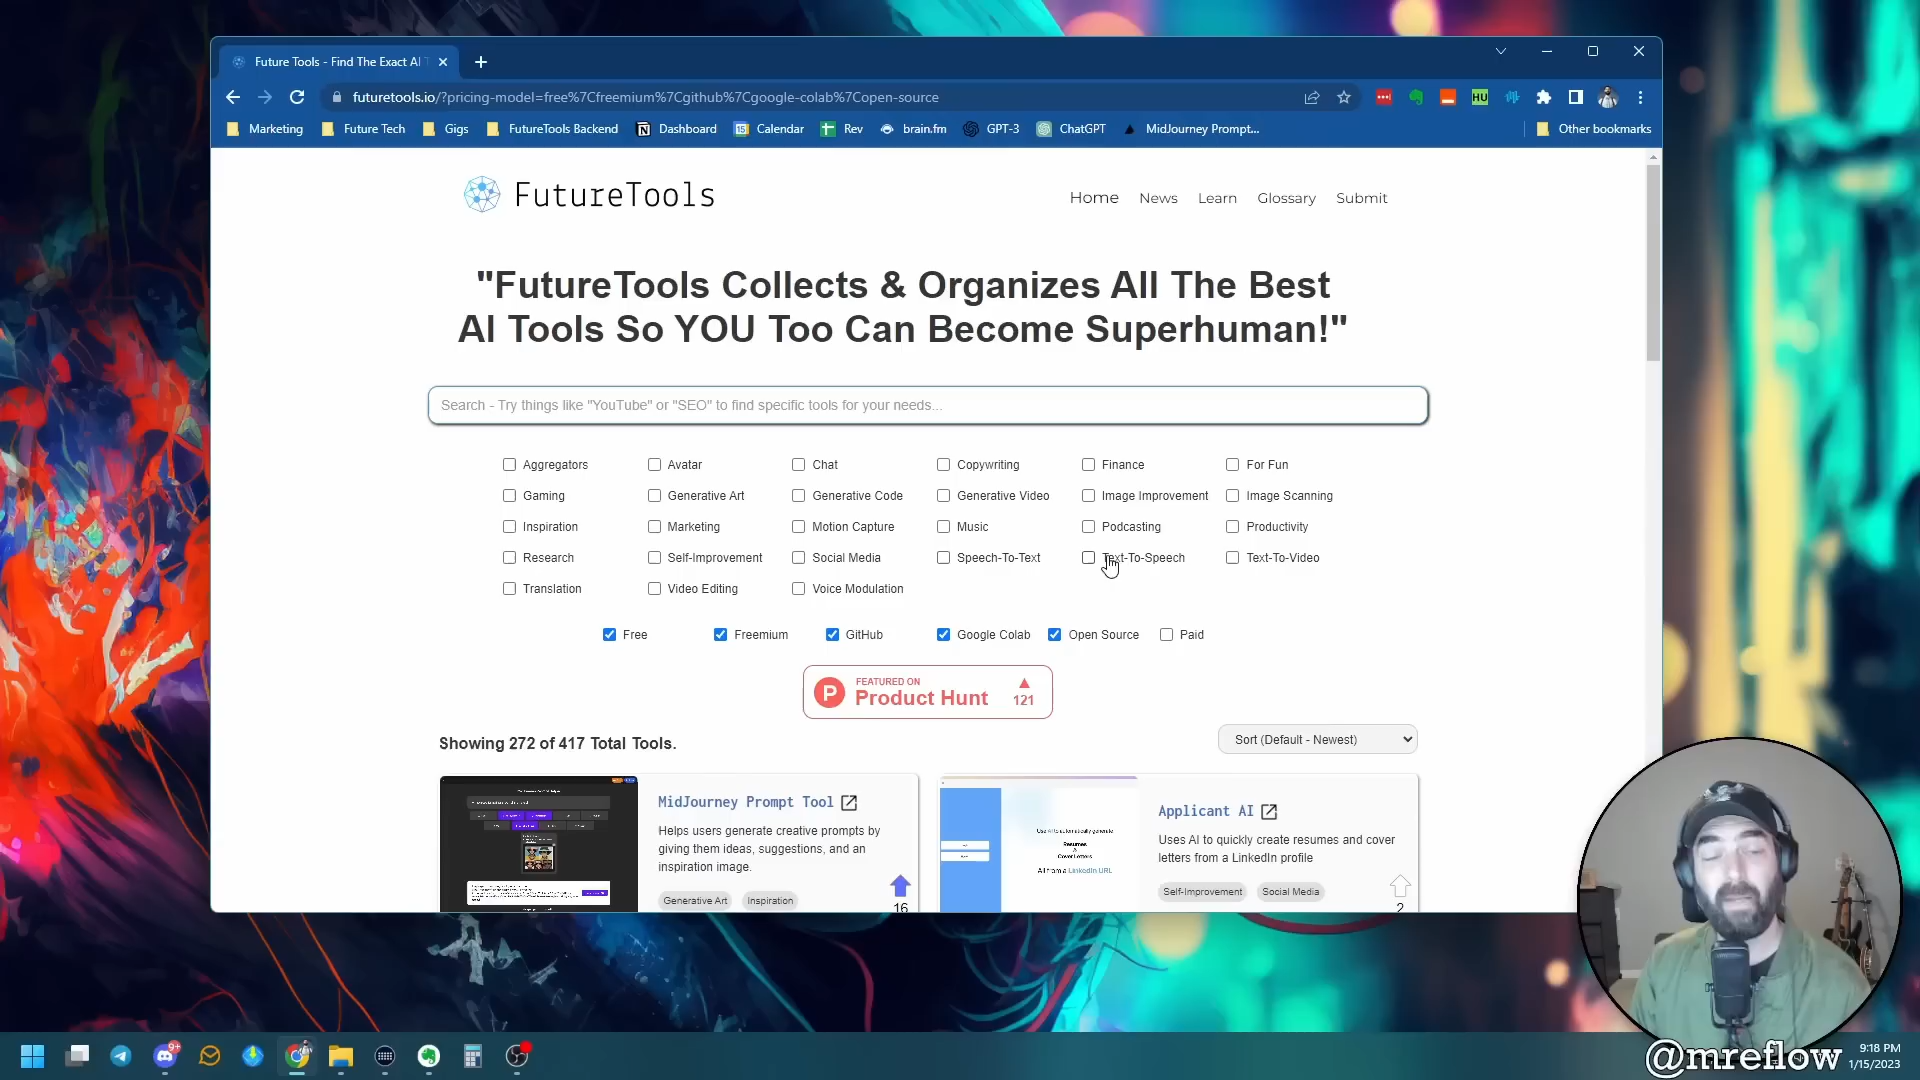 Future Tools - Find The Exact AI T
futuretools.io/?pricing-model=free%7Cfreemium%7Cgithub%7Cgoogle-colab%7Copen-source
HU
Marketing Future Tech Gigs FutureTools Backend Dashboard Calendar Rev brain.fm GPT-3 ChatGPT MidJourney Prompt... Other bookmarks
FutureTools
Home News Learn Glossary Submit
"FutureTools Collects & Organizes All The Best
AI Tools So YOU Too Can Become Superhuman!"
Search - Try things like "YouTube" or "SEO" to find specific tools for your needs...
Aggregators Avatar Chat Copywriting Finance For Fun
Gaming Generative Art Generative Code Generative Video Image Improvement Image Scanning
Inspiration Marketing Motion Capture Music Podcasting Productivity
Research Self-Improvement Social Media Speech-To-Text Text-To-Speech Text-To-Video
Translation Video Editing Voice Modulation
Free Freemium GitHub Google Colab Open Source Paid
P
FEATURED ON
Product Hunt
121
Showing 272 of 417 Total Tools.
Sort (Default - Newest)
MidJourney Prompt Tool
Helps users generate creative prompts by
giving them ideas, suggestions, and an
inspiration image.
Generative Art Inspiration
16
Resumes
&
Cover Letters
All from a LinkedIn URL
Applicant AI
Uses AI to quickly create resumes and cover
letters from a LinkedIn profile
Self-Improvement Social Media
2
9+
@mreflow
9:18 PM
1/15/2023